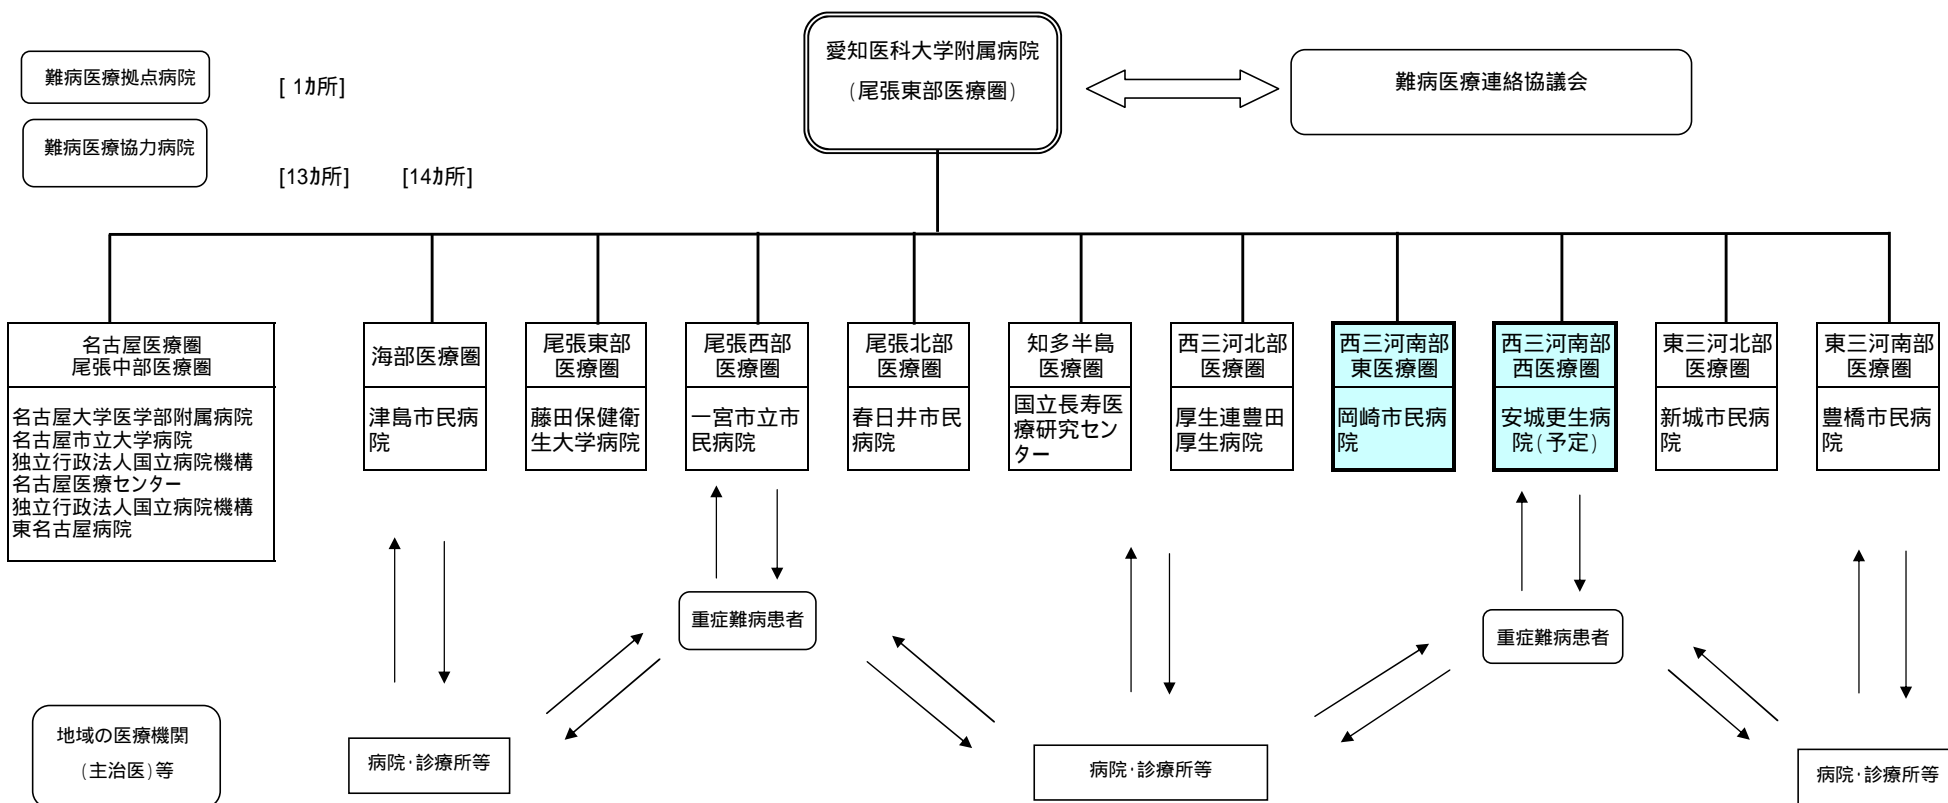 難病医療拠点病院
[ 1ｶ所]
難病医療協力病院
[13ｶ所]
[14ｶ所]
愛知医科大学附属病院
(尾張東部医療圏)
難病医療連絡協議会
名古屋医療圏
尾張中部医療圏
名古屋大学医学部附属病院
名古屋市立大学病院
独立行政法人国立病院機構
名古屋医療センター
独立行政法人国立病院機構
東名古屋病院
海部医療圏
津島市民病
院
尾張東部
医療圏
藤田保健衛
生大学病院
尾張西部
医療圏
一宮市立市
民病院
尾張北部
医療圏
春日井市民
病院
知多半島
医療圏
国立長寿医
療研究セン
ター
西三河北部
医療圏
厚生連豊田
厚生病院
西三河南部
東医療圏
岡崎市民病
院
西三河南部
西医療圏
安城更生病
院(予定)
東三河北部
医療圏
新城市民病
院
東三河南部
医療圏
豊橋市民病
院
重症難病患者
重症難病患者
地域の医療機関
(主治医)等
病院･診療所等
病院･診療所等
病院･診療所等